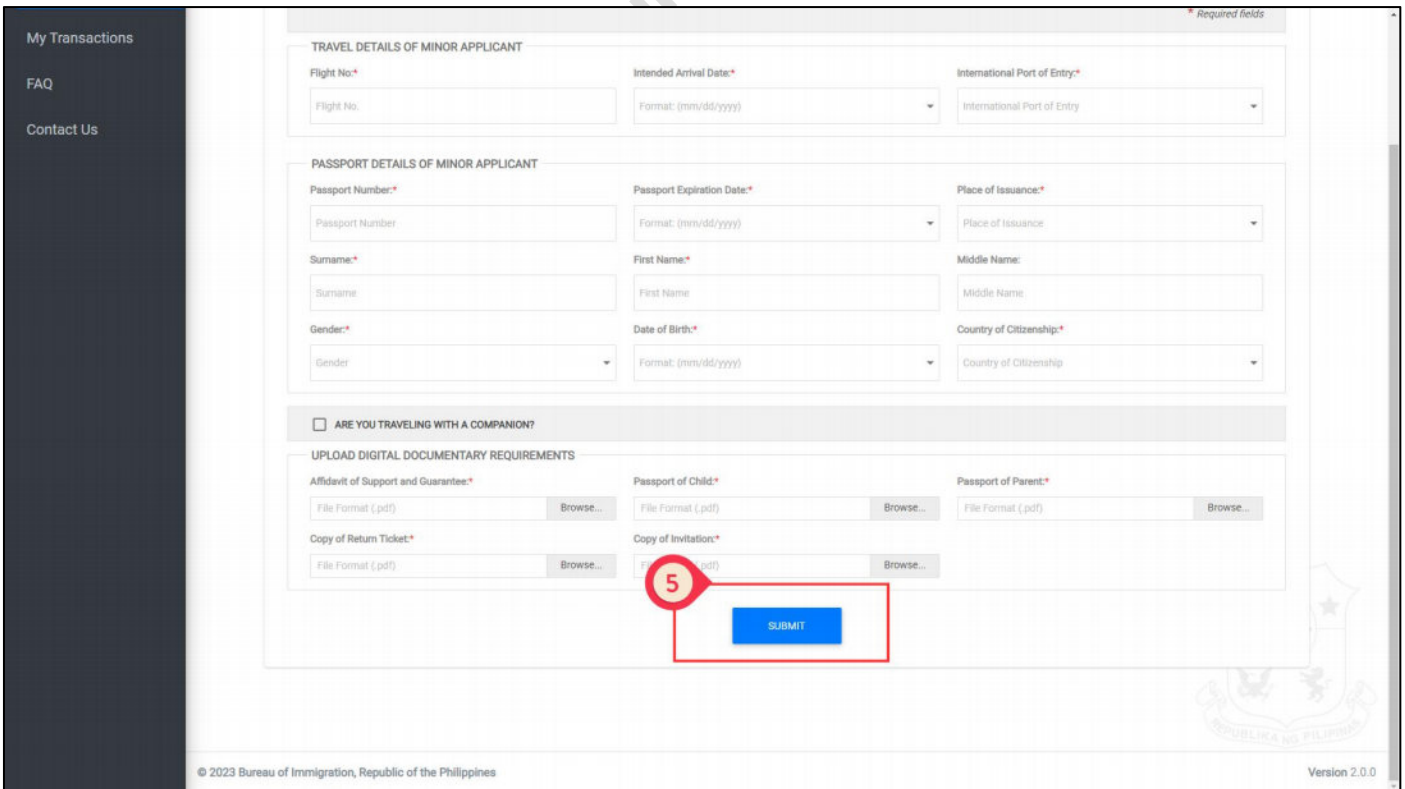 * Required fields
My Transactions
FAQ
Contact Us
TRAVEL DETAILS OF MINOR APPLICANT
Flight No:* Intended Arrival Date:* International Port of Entry:*
Flight No. Format: (mm/dd/yyyy) International Port of Entry
PASSPORT DETAILS OF MINOR APPLICANT
Passport Number:* Passport Expiration Date:* Place of Issuance:*
Passport Number Format: (mm/dd/yyyy) Place of Issuance
Surname:* First Name:* Middle Name:
Surname First Name Middle Name
Gender:* Date of Birth:* Country of Citizenship:*
Gender Format: (mm/dd/yyyy) Country of Citizenship
ARE YOU TRAVELING WITH A COMPANION?
UPLOAD DIGITAL DOCUMENTARY REQUIREMENTS
Affidavit of Support and Guarantee:* Passport of Child:* Passport of Parent:*
File Format (.pdf) Browse... File Format (.pdf) Browse... File Format (.pdf) Browse...
Copy of Return Ticket:* Copy of Invitation:*
File Format (.pdf) Browse... .pdf) Browse...
5
SUBMIT
REPUBLIKA NG PILIPINAS
© 2023 Bureau of Immigration, Republic of the Philippines Version 2.0.0